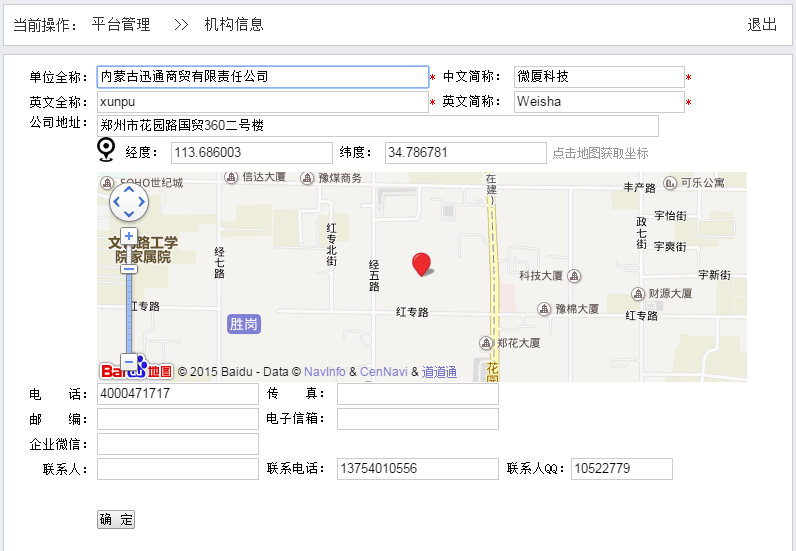 当前操作： 平台管理 >> 机构信息 退出
单位全称： 内蒙古迅通商贸有限责任公司 * 中文简称： 微厦科技 *
英文全称： xunpu * 英文简称： Weisha *
公司地址： 郑州市花园路国贸360二号楼
经度： 113.686003 纬度： 34.786781 点击地图获取坐标
SOHO世纪城 信达大厦 豫煤商务 在建) 丰产路 可乐公寓
经七路 红专北街 经五路 政七街 宇怡街
宇爽街
院家属院 科技大厦 宇新街
财源大厦
红专路 红专路 豫棉大厦 红专路
胜岗
郑花大厦
花园
Baidu地图 © 2015 Baidu - Data © NavInfo & CenNavi & 道道通
电 话： 4000471717 传 真：
邮 编： 电子信箱：
企业微信：
联系人： 联系电话： 13754010556 联系人QQ： 10522779
确 定